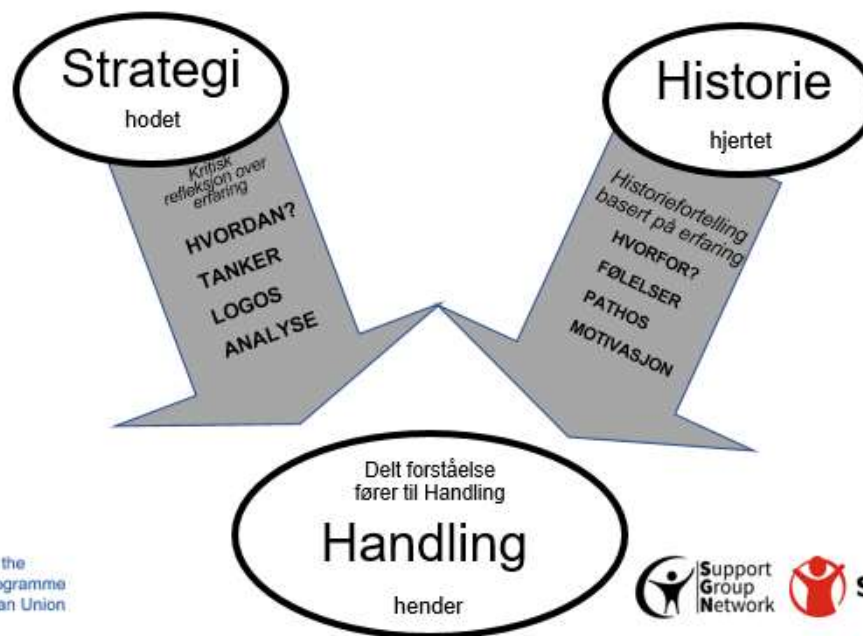 Strategi
hodet
Kritisk
refleksjon over
erfaring
HVORDAN?
TANKER
LOGOS
ANALYSE
Historie
hjertet
Historiefortelling
basert på erfaring
HVORFOR?
FØLELSER
PATHOS
MOTIVASJON
Delt forståelse
fører til Handling
Handling
hender
the
ogramme
an Union
Support
Group
Network
S